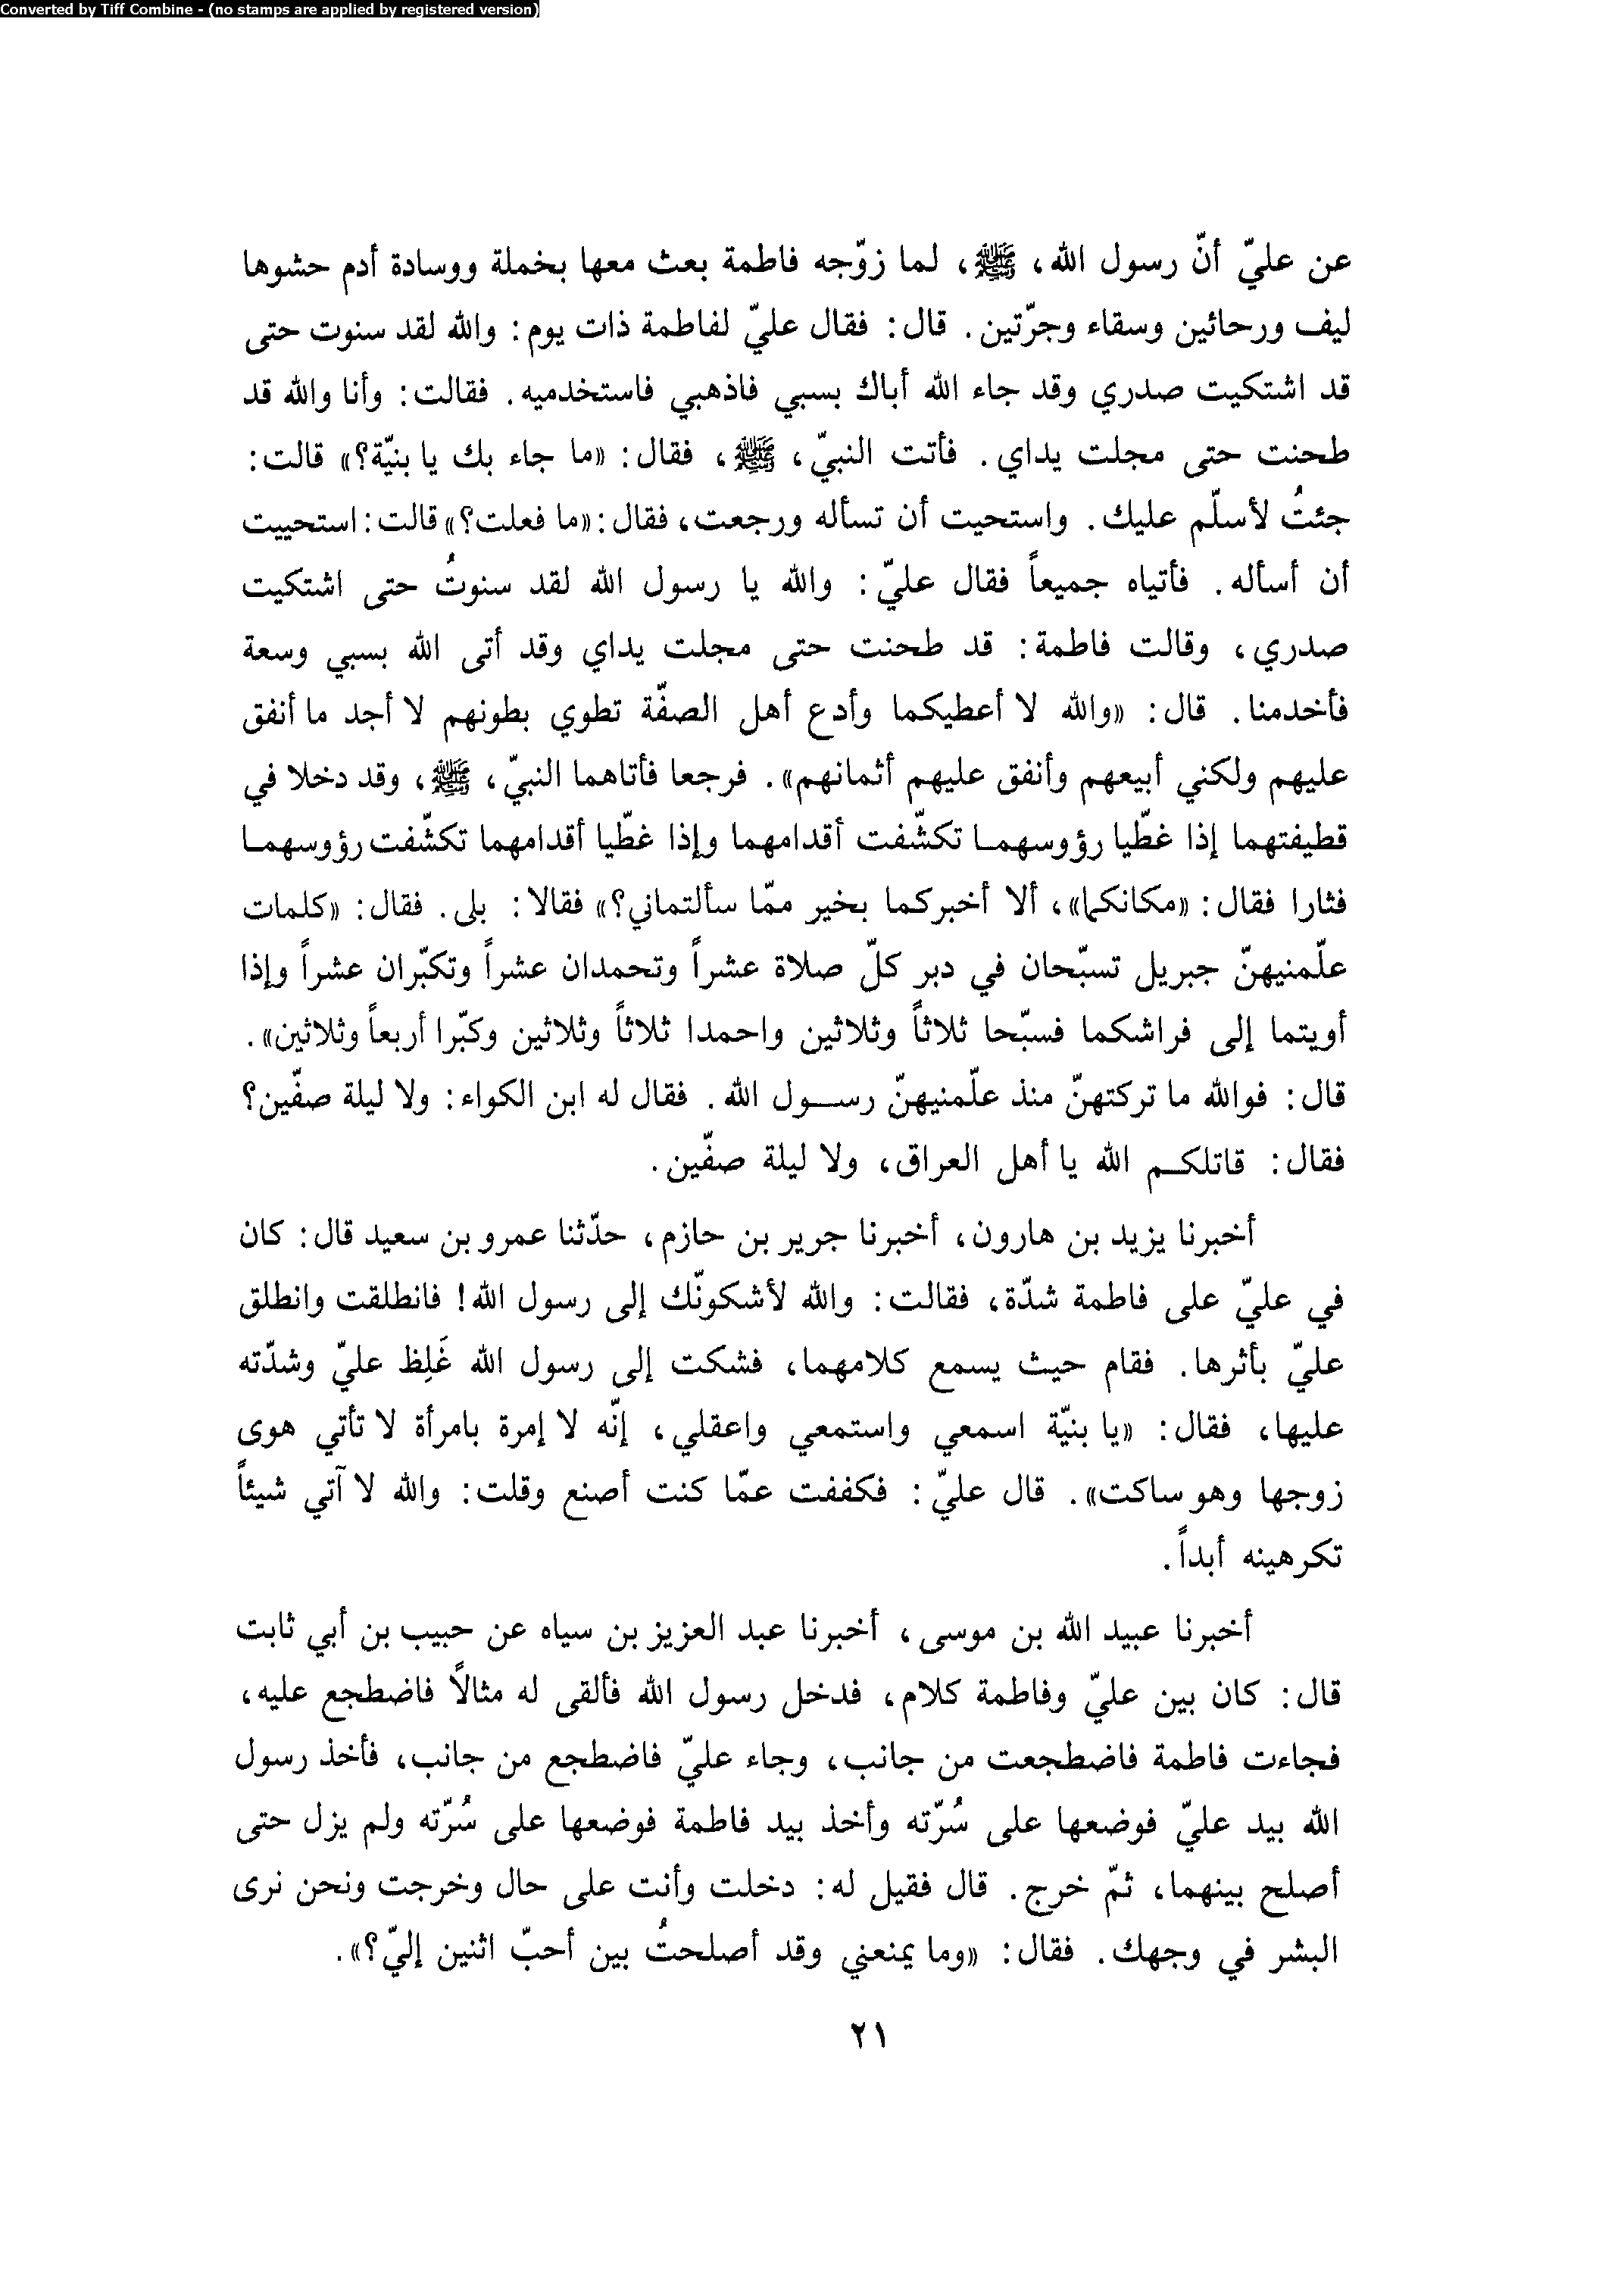 Converted by Tiff Combine - (no stamps are applied by registered version)
عن عليّ أنّ رسول الله، ﷺ، لما زوّجه فاطمة بعث معها بخملة ووسادة أدم حشوها
ليف ورحائين وسقاء وجرّتين. قال: فقال عليّ لفاطمة ذات يوم: والله لقد سنوت حتى
قد اشتكيت صدري وقد جاء الله أباك بسبي فاذهبي فاستخدميه. فقالت: وأنا والله قد
طحنت حتى مجلت يداي. فأتت النبيّ، ﷺ، فقال: «ما جاء بك يا بنيّة؟» قالت:
جئتُ لأسلّم عليك. واستحيت أن تسأله ورجعت، فقال: «ما فعلت؟» قالت: استحييت
أن أسأله. فأتياه جميعاً فقال عليّ: والله يا رسول الله لقد سنوتُ حتى اشتكيت
صدري، وقالت فاطمة: قد طحنت حتى مجلت يداي وقد أتى الله بسبي وسعة
فأخدمنا. قال: «والله لا أعطيكما وأدع أهل الصفّة تطوي بطونهم لا أجد ما أنفق
عليهم ولكني أبيعهم وأنفق عليهم أثمانهم». فرجعا فأتاهما النبيّ، ﷺ، وقد دخلا في
قطيفتهما إذا غطّيا رؤوسهما تكشّفت أقدامهما وإذا غطّيا أقدامهما تكشّفت رؤوسهما
فثارا فقال: «مكانكما»، ألا أخبركما بخير ممّا سألتماني؟» فقالا: بلى. فقال: «كلمات
علّمنيهنّ جبريل تسبّحان في دبر كلّ صلاة عشراً وتحمدان عشراً وتكبّران عشراً وإذا
أويتما إلى فراشكما فسبّحا ثلاثاً وثلاثين واحمدا ثلاثاً وثلاثين وكبّرا أربعاً وثلاثين».
قال: فوالله ما تركتهنّ منذ علّمنيهنّ رسول الله. فقال له ابن الكواء: ولا ليلة صفّين؟
فقال: قاتلكم الله يا أهل العراق، ولا ليلة صفّين.
أخبرنا يزيد بن هارون، أخبرنا جرير بن حازم، حدّثنا عمرو بن سعيد قال: كان
في عليّ على فاطمة شدّة، فقالت: والله لأشكونّك إلى رسول الله! فانطلقت وانطلق
عليّ بأثرها. فقام حيث يسمع كلامهما، فشكت إلى رسول الله غَلِظ عليّ وشدّته
عليها، فقال: «يا بنيّة اسمعي واستمعي واعقلي، إنّه لا إمرة بامرأة لا تأتي هوى
زوجها وهو ساكت». قال عليّ: فكففت عمّا كنت أصنع وقلت: والله لا آتي شيئاً
تكرهينه أبداً.
أخبرنا عبيد الله بن موسى، أخبرنا عبد العزيز بن سياه عن حبيب بن أبي ثابت
قال: كان بين عليّ وفاطمة كلام، فدخل رسول الله فألقى له مثالاً فاضطجع عليه،
فجاءت فاطمة فاضطجعت من جانب، وجاء عليّ فاضطجع من جانب، فأخذ رسول
الله بيد عليّ فوضعها على سُرّته وأخذ بيد فاطمة فوضعها على سُرّته ولم يزل حتى
أصلح بينهما، ثمّ خرج. قال فقيل له: دخلت وأنت على حال وخرجت ونحن نرى
البشر في وجهك. فقال: «وما يمنعني وقد أصلحتُ بين أحبّ اثنين إليّ؟».
٢١